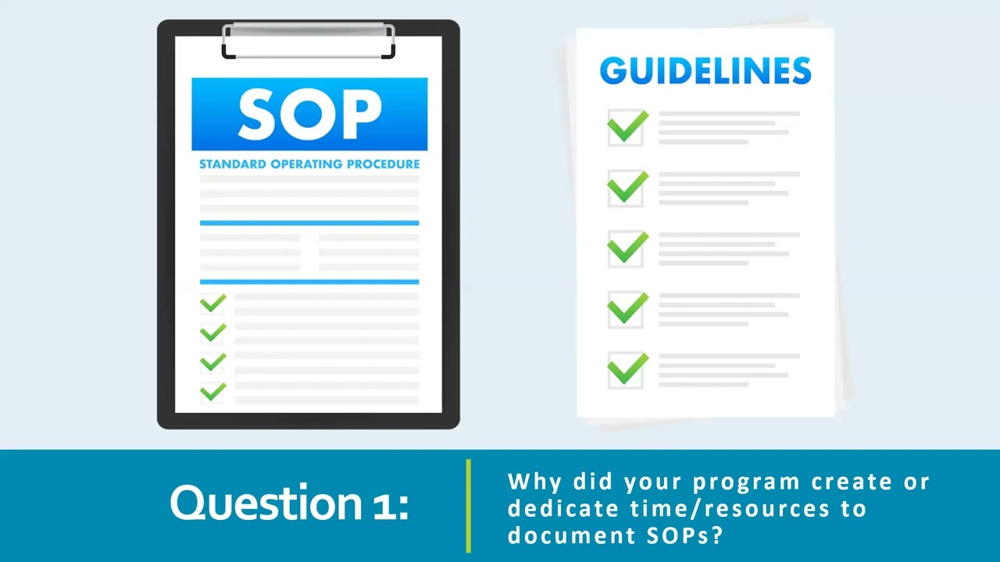 SOP
STANDARD OPERATING PROCEDURE
GUIDELINES
Question 1:
Why did your program create or
dedicate time/resources to
document SOPs?